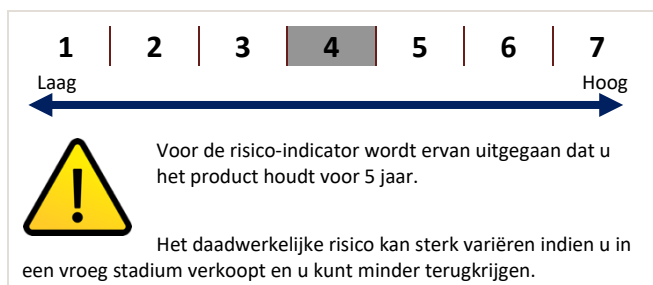 1 2 3 4 5 6 7
Laag Hoog
Voor de risico-indicator wordt ervan uitgegaan dat u
het product houdt voor 5 jaar.
Het daadwerkelijke risico kan sterk variëren indien u in
een vroeg stadium verkoopt en u kunt minder terugkrijgen.